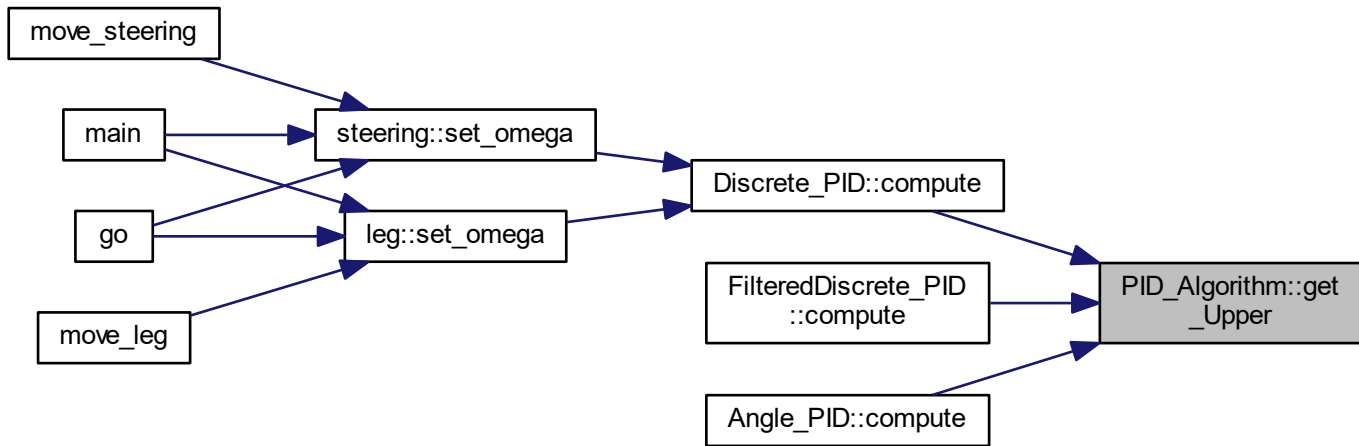 move_steering
main
steering::set_omega
Discrete_PID::compute
go
leg::set_omega
FilteredDiscrete_PID
::compute
PID_Algorithm::get
_Upper
move_leg
Angle_PID::compute